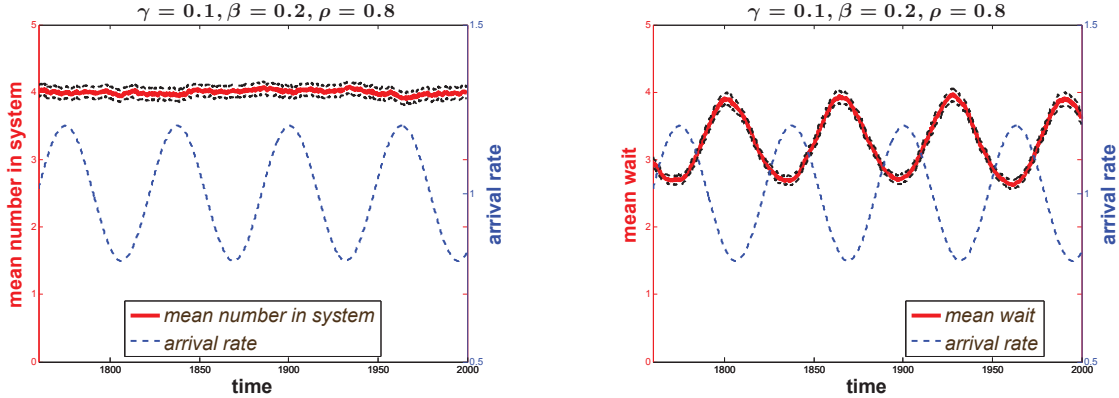 γ = 0.1, β = 0.2, ρ = 0.8
5
4
3
2
1
0
mean number in system
1.5
1
0.5
arrival rate
mean number in system
arrival rate
1800
1850
1900
1950
2000
time
γ = 0.1, β = 0.2, ρ = 0.8
5
4
3
2
1
0
mean wait
1.5
1
0.5
arrival rate
mean wait
arrival rate
1800
1850
1900
1950
2000
time